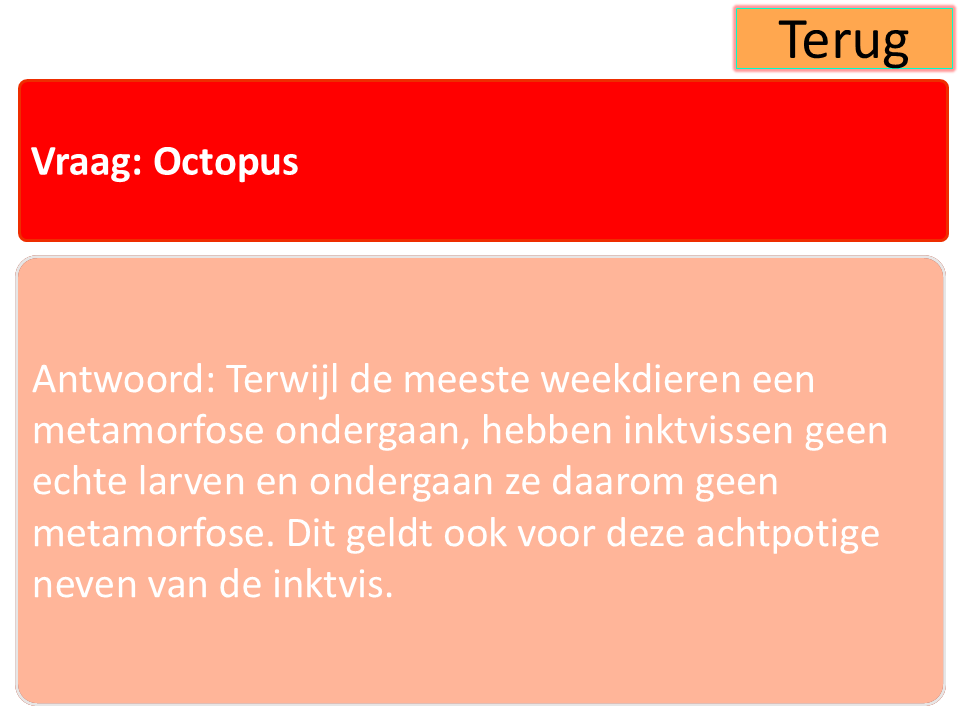 Terug
Vraag: Octopus
Antwoord: Terwijl de meeste weekdieren een
metamorfose ondergaan, hebben inktvissen geen
echte larven en ondergaan ze daarom geen
metamorfose. Dit geldt ook voor deze achtpotige
neven van de inktvis.